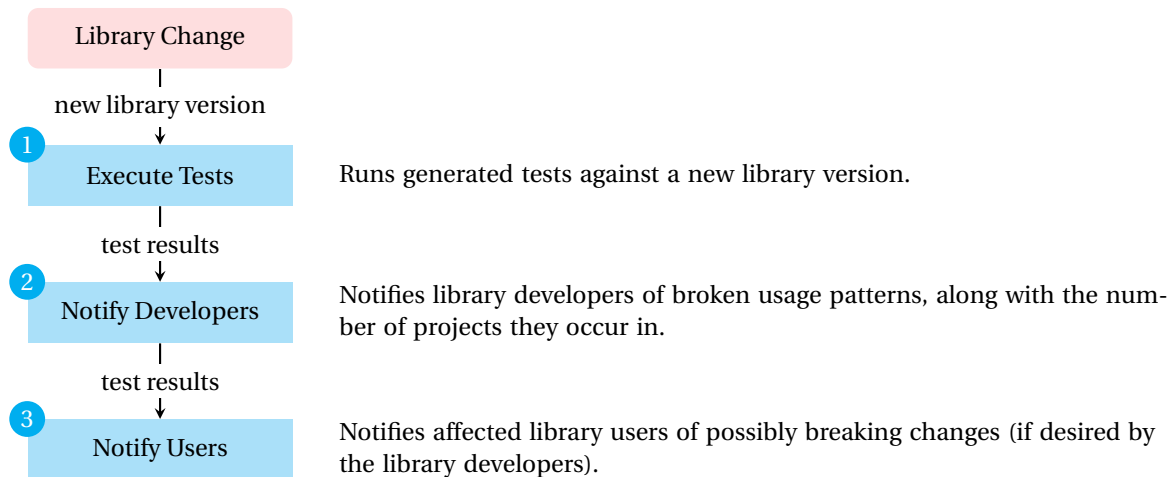 Library Change
new library version
1
Execute Tests
Runs generated tests against a new library version.
test results
2
Notify Developers
Notifies library developers of broken usage patterns, along with the num-
ber of projects they occur in.
test results
3
Notify Users
Notifies affected library users of possibly breaking changes (if desired by
the library developers).